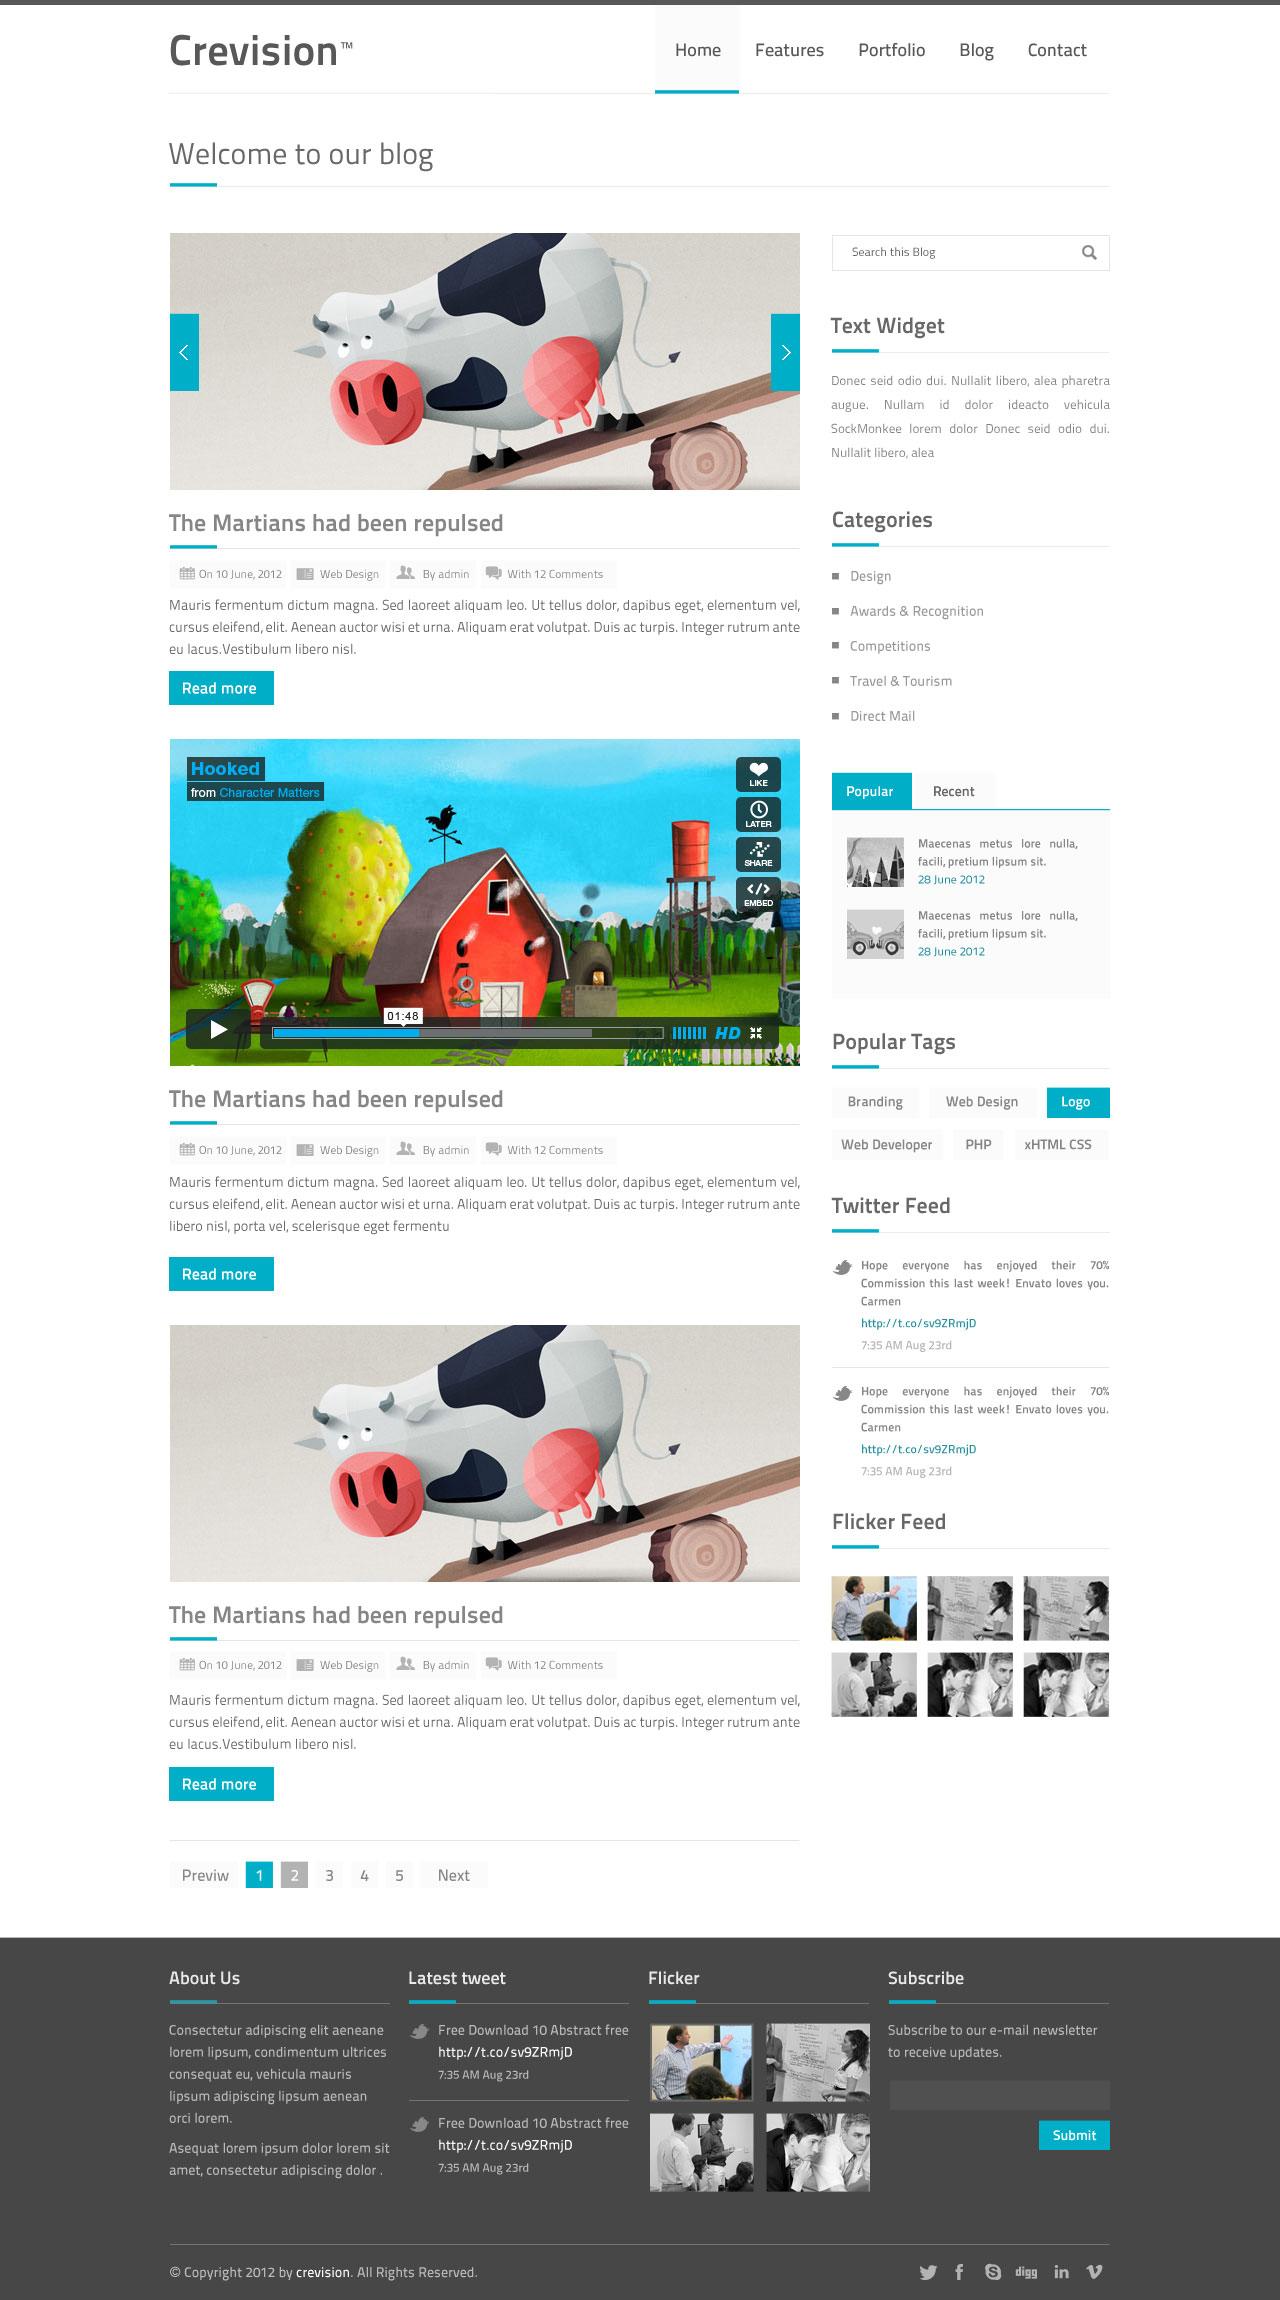 Crevision™
Home Features Portfolio Blog Contact
Welcome to our blog
The Martians had been repulsed
On 10 June, 2012 Web Design By admin With 12 Comments
Mauris fermentum dictum magna. Sed laoreet aliquam leo. Ut tellus dolor, dapibus eget, elementum vel,
cursus eleifend, elit. Aenean auctor wisi et urna. Aliquam erat volutpat. Duis ac turpis. Integer rutrum ante
eu lacus.Vestibulum libero nisl.
Read more
Hooked
from Character Matters
LIKE
LATER
SHARE
EMBED
01:48
HD
The Martians had been repulsed
On 10 June, 2012 Web Design By admin With 12 Comments
Mauris fermentum dictum magna. Sed laoreet aliquam leo. Ut tellus dolor, dapibus eget, elementum vel,
cursus eleifend, elit. Aenean auctor wisi et urna. Aliquam erat volutpat. Duis ac turpis. Integer rutrum ante
libero nisl, porta vel, scelerisque eget fermentu
Read more
The Martians had been repulsed
On 10 June, 2012 Web Design By admin With 12 Comments
Mauris fermentum dictum magna. Sed laoreet aliquam leo. Ut tellus dolor, dapibus eget, elementum vel,
cursus eleifend, elit. Aenean auctor wisi et urna. Aliquam erat volutpat. Duis ac turpis. Integer rutrum ante
eu lacus.Vestibulum libero nisl.
Read more
Previw 1 2 3 4 5 Next
Search this Blog
Text Widget
Donec seid odio dui. Nullalit libero, alea pharetra
augue. Nullam id dolor ideacto vehicula
SockMonkee lorem dolor Donec seid odio dui.
Nullalit libero, alea
Categories
Design
Awards & Recognition
Competitions
Travel & Tourism
Direct Mail
Popular Recent
Maecenas metus lore nulla,
facili, pretium lipsum sit.
28 June 2012
Maecenas metus lore nulla,
facili, pretium lipsum sit.
28 June 2012
Popular Tags
Branding Web Design Logo
Web Developer PHP xHTML CSS
Twitter Feed
Hope everyone has enjoyed their 70%
Commission this last week! Envato loves you.
Carmen
http://t.co/sv9ZRmjD
7:35 AM Aug 23rd
Hope everyone has enjoyed their 70%
Commission this last week! Envato loves you.
Carmen
http://t.co/sv9ZRmjD
7:35 AM Aug 23rd
Flicker Feed
About Us
Consectetur adipiscing elit aeneane
lorem lipsum, condimentum ultrices
consequat eu, vehicula mauris
lipsum adipiscing lipsum aenean
orci lorem.
Asequat lorem ipsum dolor lorem sit
amet, consectetur adipiscing dolor .
Latest tweet
Free Download 10 Abstract free
http://t.co/sv9ZRmjD
7:35 AM Aug 23rd
Free Download 10 Abstract free
http://t.co/sv9ZRmjD
7:35 AM Aug 23rd
Flicker
Subscribe
Subscribe to our e-mail newsletter
to receive updates.
Submit
© Copyright 2012 by crevision. All Rights Reserved.
digg in